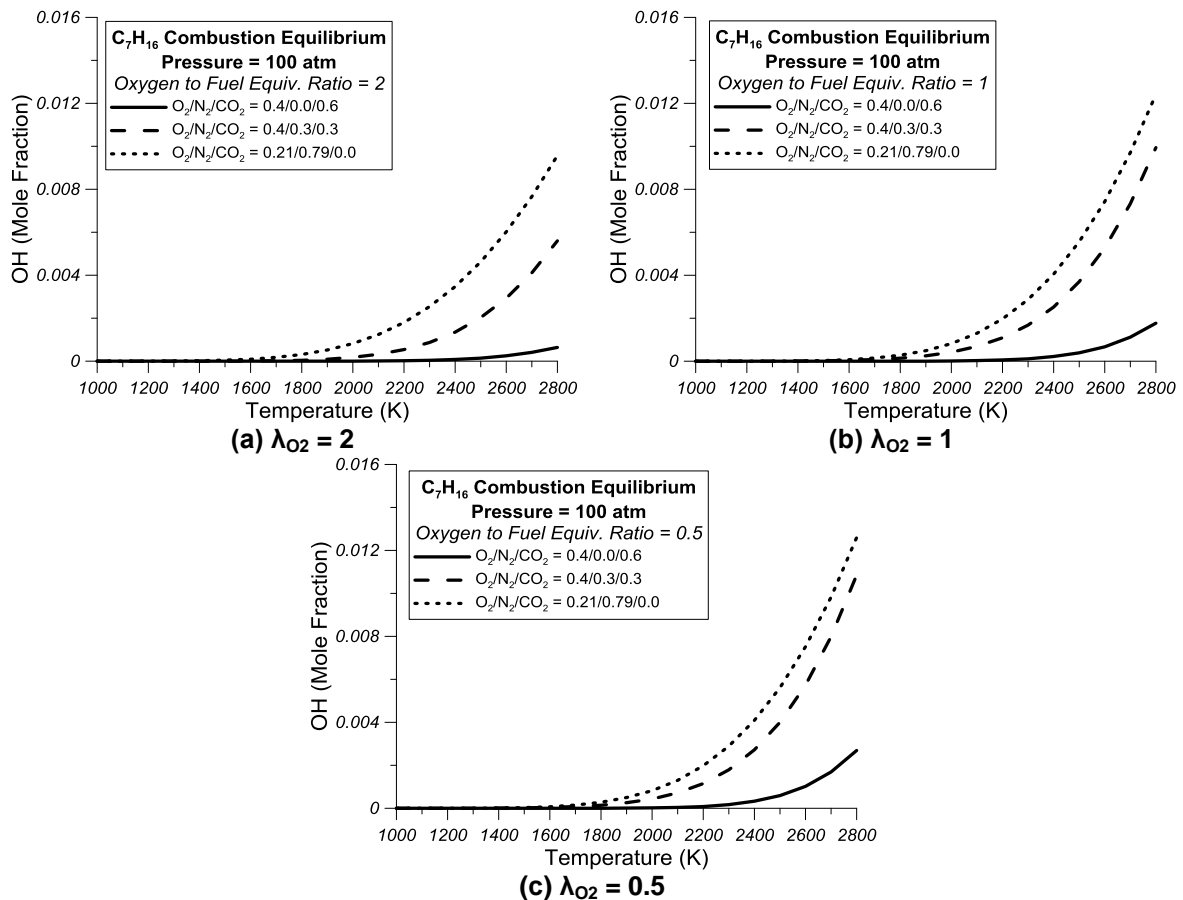 0.016
0.012
0.008
0.004
0
OH (Mole Fraction)
C7H16 Combustion Equilibrium
Pressure = 100 atm
Oxygen to Fuel Equiv. Ratio = 2
O2/N2/CO2 = 0.4/0.0/0.6
O2/N2/CO2 = 0.4/0.3/0.3
O2/N2/CO2 = 0.21/0.79/0.0
1000 1200 1400 1600 1800 2000 2200 2400 2600 2800
Temperature (K)
(a) λO2 = 2
0.016
0.012
0.008
0.004
0
OH (Mole Fraction)
C7H16 Combustion Equilibrium
Pressure = 100 atm
Oxygen to Fuel Equiv. Ratio = 1
O2/N2/CO2 = 0.4/0.0/0.6
O2/N2/CO2 = 0.4/0.3/0.3
O2/N2/CO2 = 0.21/0.79/0.0
1000 1200 1400 1600 1800 2000 2200 2400 2600 2800
Temperature (K)
(b) λO2 = 1
0.016
0.012
0.008
0.004
0
OH (Mole Fraction)
C7H16 Combustion Equilibrium
Pressure = 100 atm
Oxygen to Fuel Equiv. Ratio = 0.5
O2/N2/CO2 = 0.4/0.0/0.6
O2/N2/CO2 = 0.4/0.3/0.3
O2/N2/CO2 = 0.21/0.79/0.0
1000 1200 1400 1600 1800 2000 2200 2400 2600 2800
Temperature (K)
(c) λO2 = 0.5